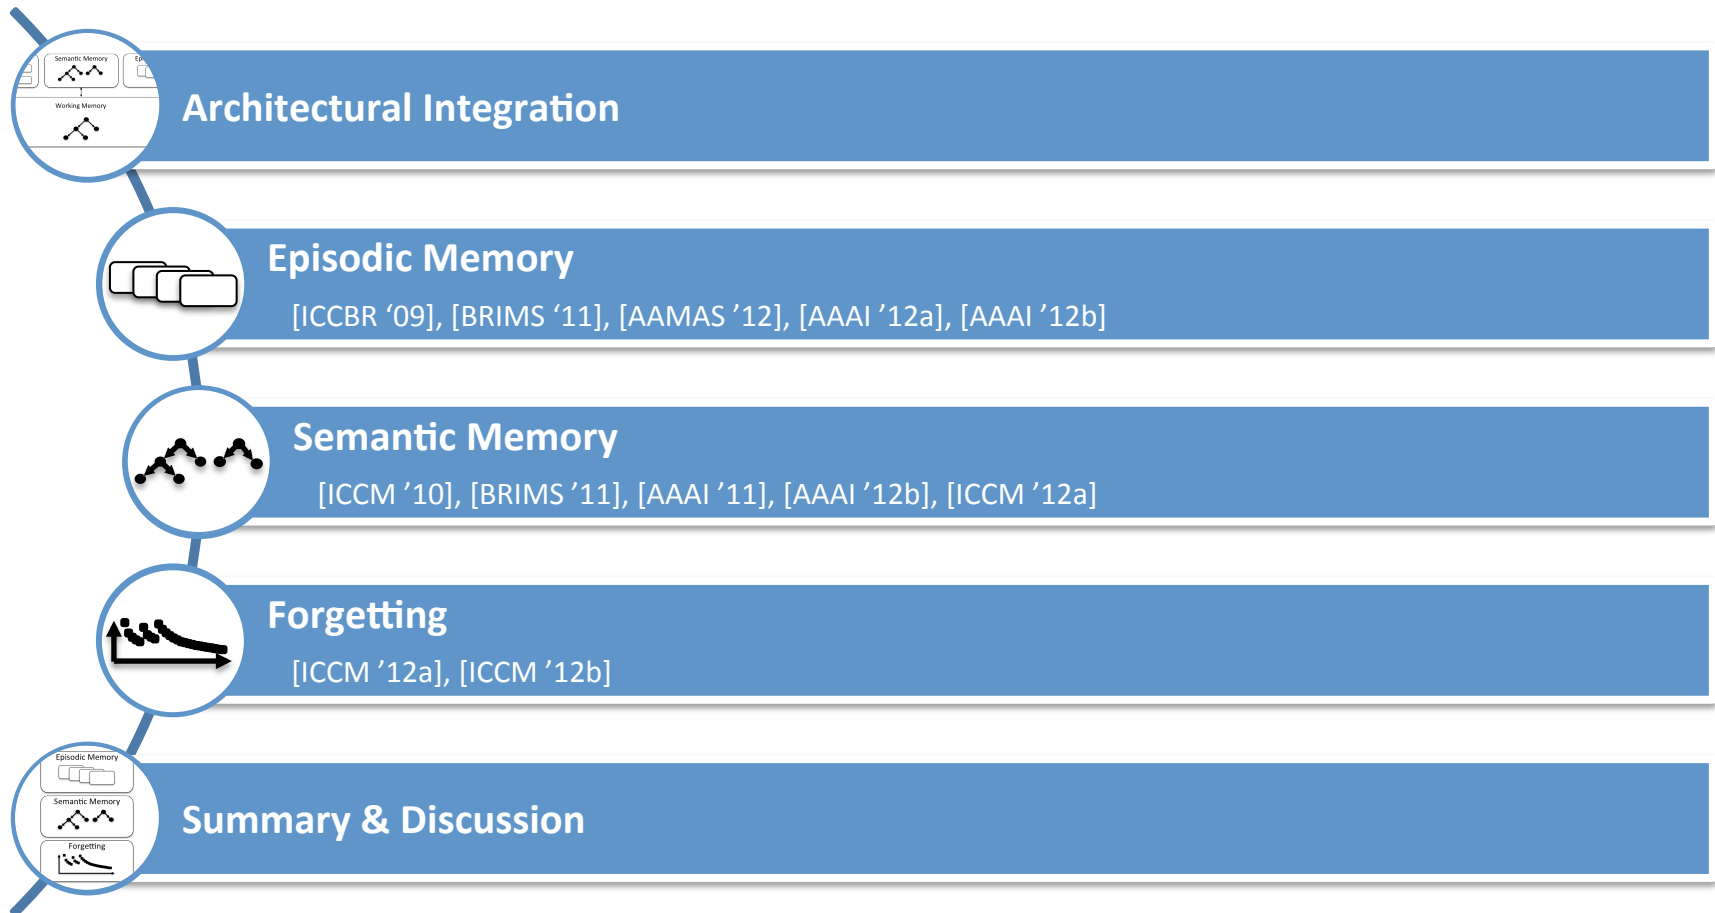 Semantic Memory
Ep
Working Memory
Architectural Integration
Episodic Memory
[ICCBR ‘09], [BRIMS ‘11], [AAMAS ’12], [AAAI ’12a], [AAAI ’12b]
Semantic Memory
[ICCM ’10], [BRIMS ’11], [AAAI ’11], [AAAI ’12b], [ICCM ’12a]
Forgetting
[ICCM ’12a], [ICCM ’12b]
Episodic Memory
Semantic Memory
Forgetting
Summary & Discussion